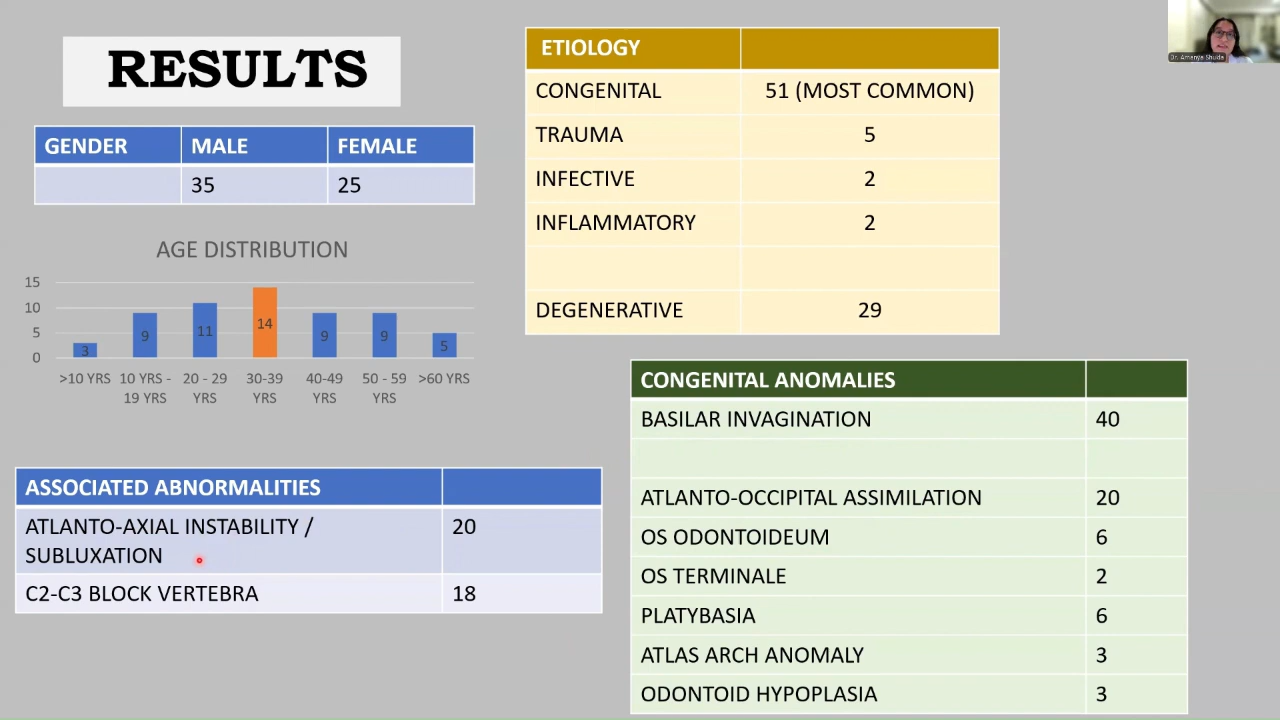 RESULTS
GENDER MALE FEMALE
35 25
AGE DISTRIBUTION
15
10
5
0
3 9 11 14 9 9 5
>10 YRS 10 YRS - 20 - 29 30-39 40-49 50 - 59 >60 YRS
19 YRS YRS YRS YRS YRS
ASSOCIATED ABNORMALITIES
ATLANTO-AXIAL INSTABILITY / 20
SUBLUXATION
C2-C3 BLOCK VERTEBRA 18
ETIOLOGY
CONGENITAL 51 (MOST COMMON)
TRAUMA 5
INFECTIVE 2
INFLAMMATORY 2
DEGENERATIVE 29
CONGENITAL ANOMALIES
BASILAR INVAGINATION 40
ATLANTO-OCCIPITAL ASSIMILATION 20
OS ODONTOIDEUM 6
OS TERMINALE 2
PLATYBASIA 6
ATLAS ARCH ANOMALY 3
ODONTOID HYPOPLASIA 3
Dr.